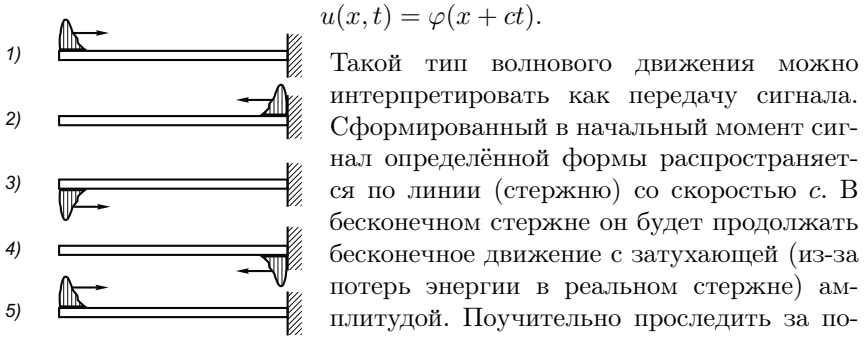 u(x, t) = φ(x + ct).
1)
2)
3)
4)
5)
Такой тип волнового движения можно
интерпретировать как передачу сигнала.
Сформированный в начальный момент сиг-
нал определённой формы распространяет-
ся по линии (стержню) со скоростью c. В
бесконечном стержне он будет продолжать
бесконечное движение с затухающей (из-за
потерь энергии в реальном стержне) ам-
плитудой. Поучительно проследить за по-